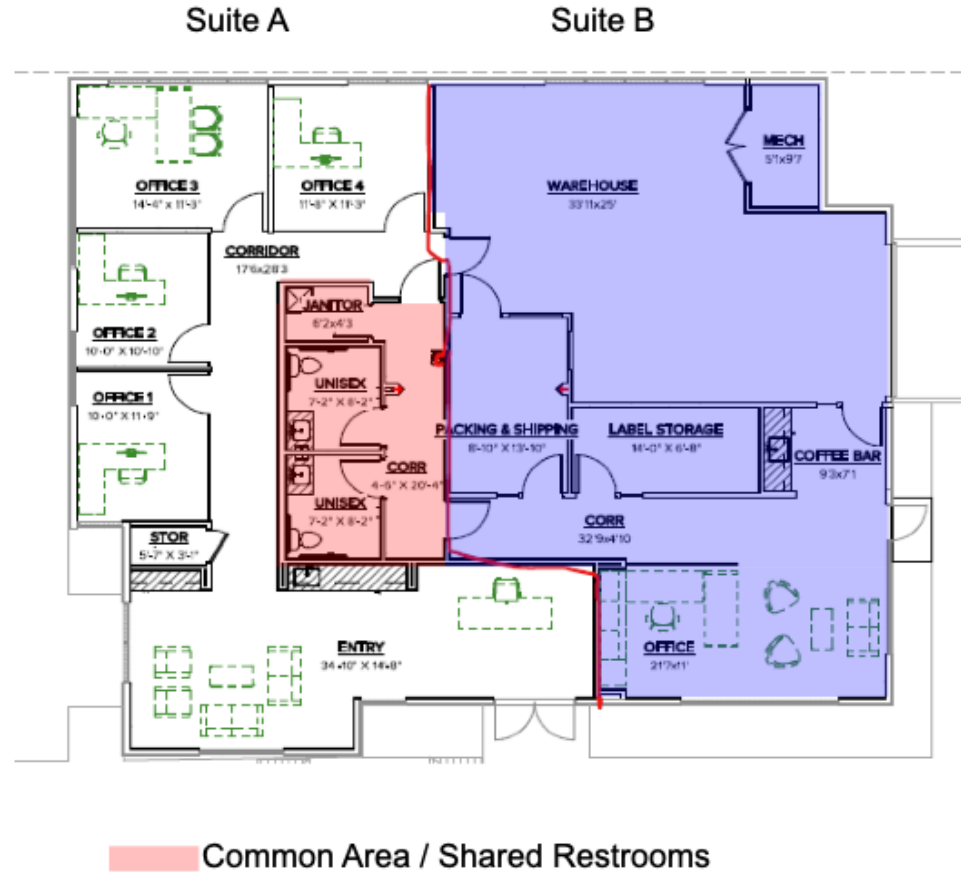 Suite A
Suite B
MECH
5'1x9'7
OFFICE 3
14'-4" x 11'-3"
OFFICE 4
11'-8" X 11'-3"
WAREHOUSE
33'11x25'
CORRIDOR
17'6x28'3
JANITOR
6'2x4'3
OFFICE 2
10'-0" X 10'-10"
UNISEX
7'-2" X 8'-2"
OFFICE 1
10'-0" X 11'-9"
PACKING & SHIPPING
8'-10" X 13'-10"
LABEL STORAGE
14'-0" X 6'-8"
COFFEE BAR
9'3x7'1
CORR
4'-6" X 20'-4"
UNISEX
7'-2" X 8'-2"
CORR
32'9x4'10
STOR
5'-7" X 3'-1"
ENTRY
34'-10" X 14'-8"
OFFICE
21'7x11'
Common Area / Shared Restrooms